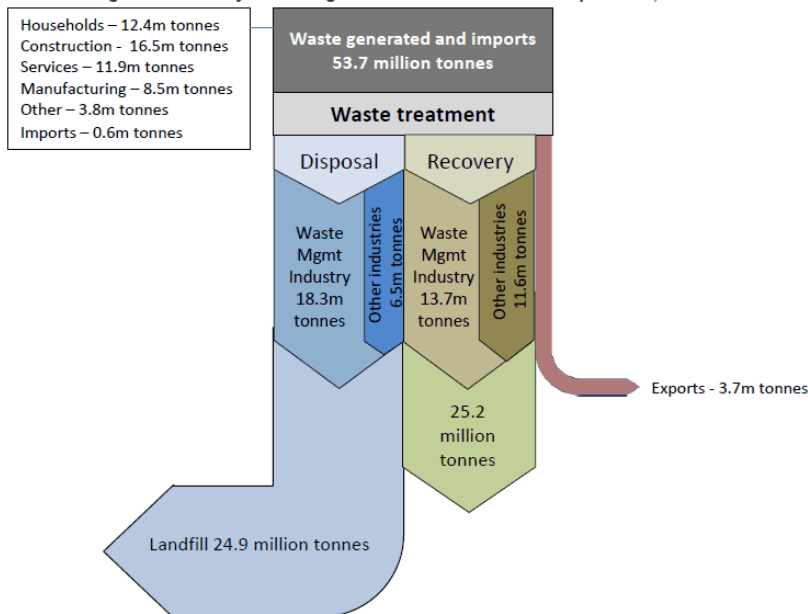 Households – 12.4m tonnes
Construction - 16.5m tonnes
Services – 11.9m tonnes
Manufacturing – 8.5m tonnes
Other – 3.8m tonnes
Imports – 0.6m tonnes
Waste generated and imports
53.7 million tonnes
Waste treatment
Disposal
Recovery
Waste
Mgmt
Industry
18.3m
tonnes
Other industries
6.5m tonnes
Waste
Mgmt
Industry
13.7m
tonnes
Other industries
11.6m tonnes
Exports - 3.7m tonnes
25.2
million
tonnes
Landfill 24.9 million tonnes